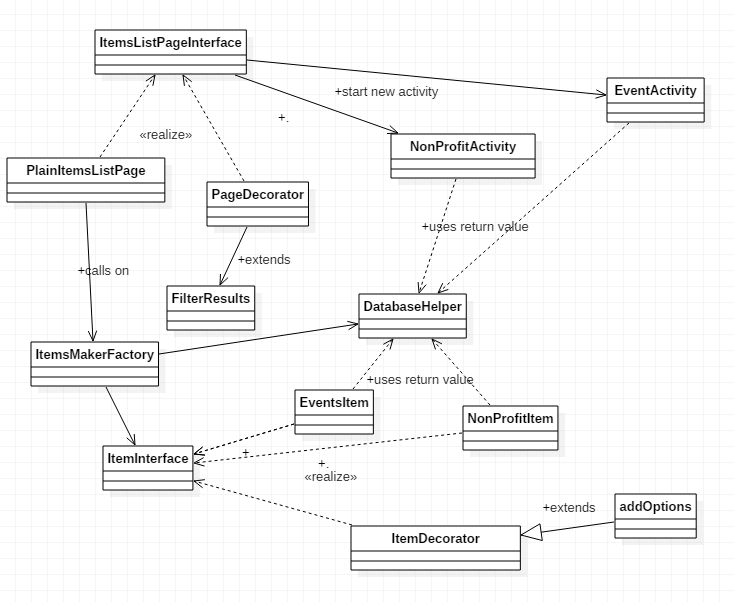 ItemsListPageInterface
EventActivity
+start new activity
+.
«realize»
NonProfitActivity
PlainItemsListPage
PageDecorator
+uses return value
+extends
+calls on
FilterResults
DatabaseHelper
ItemsMakerFactory
+uses return value
EventsItem
NonProfitItem
+
ItemInterface
+.
«realize»
+extends
addOptions
ItemDecorator